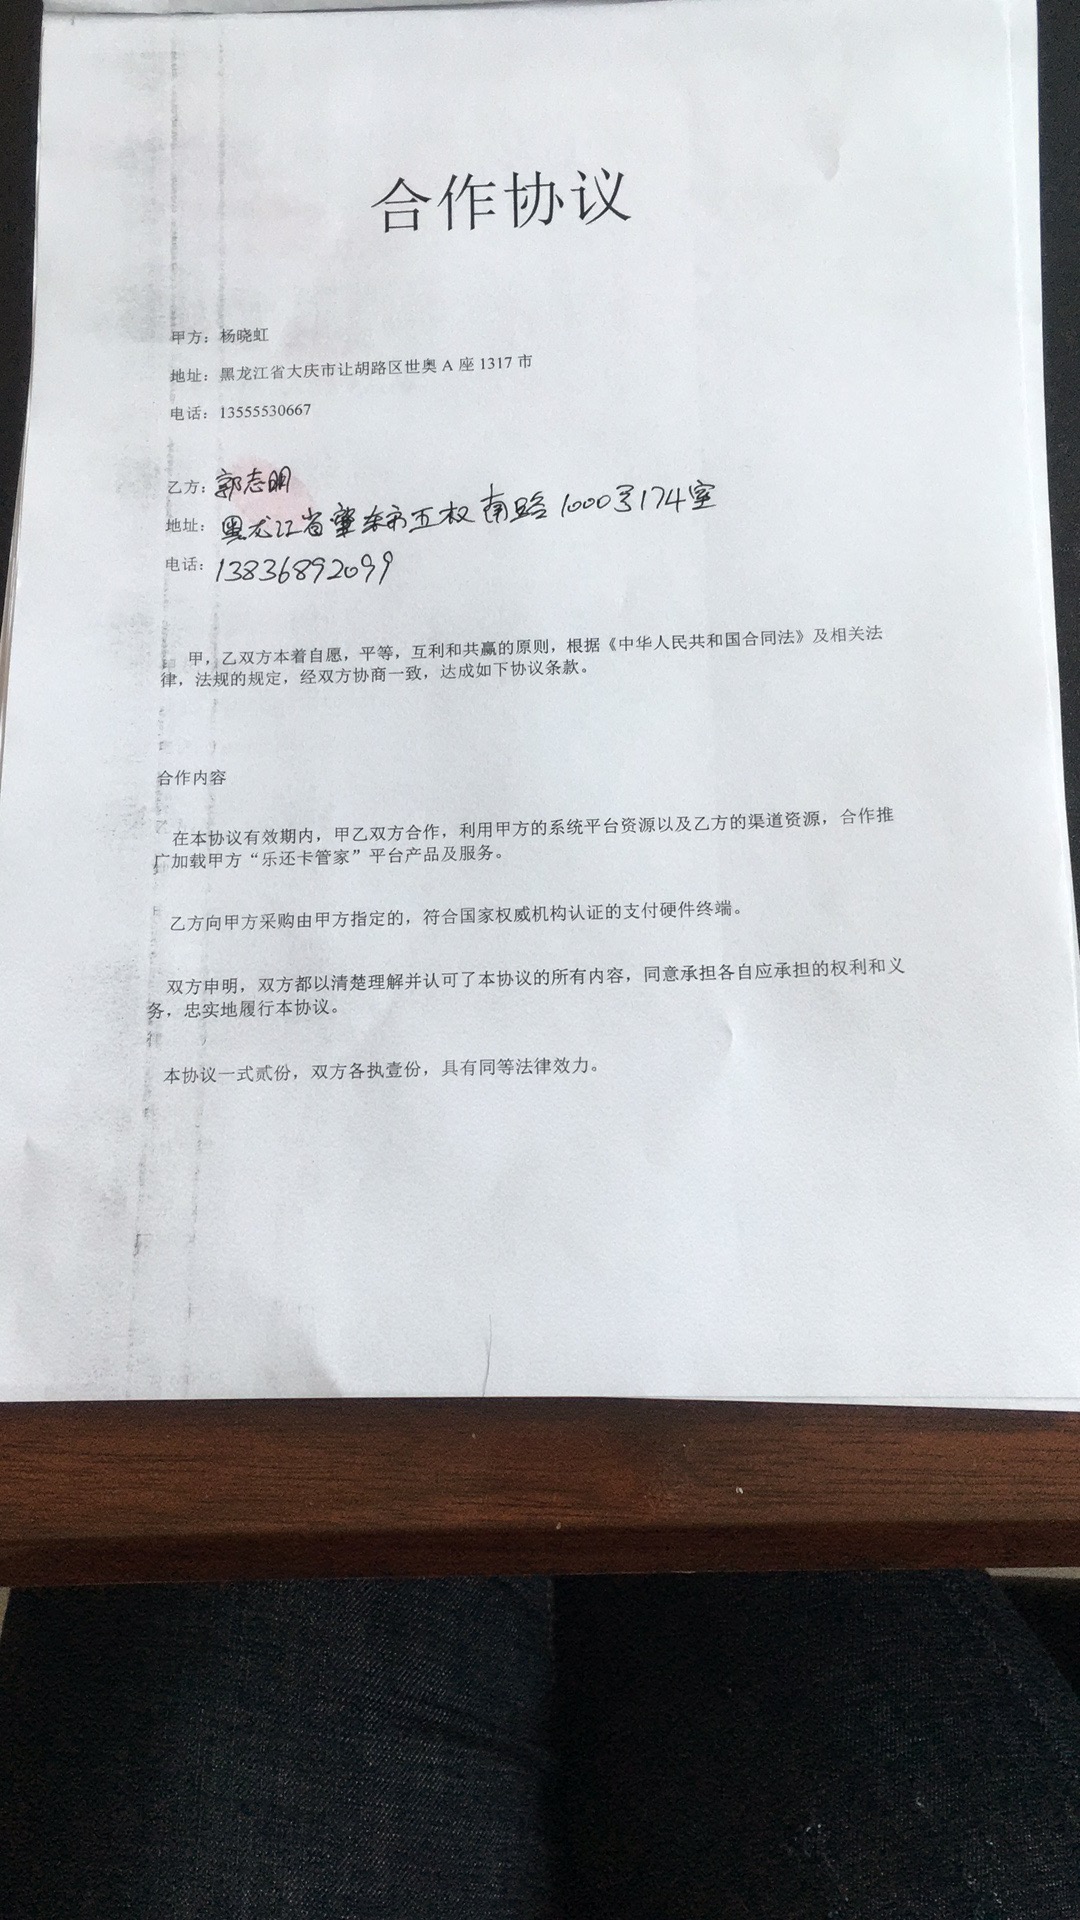 合作协议
甲方：杨晓虹
地址：黑龙江省大庆市让胡路区世奥 A 座 1317 市
电话：13555530667
乙方：郭志明
地址：黑龙江省肇东市正权南路1000号174室
电话：13836892099
甲，乙双方本着自愿，平等，互利和共赢的原则，根据《中华人民共和国合同法》及相关法
律，法规的规定，经双方协商一致，达成如下协议条款。
合作内容
在本协议有效期内，甲乙双方合作，利用甲方的系统平台资源以及乙方的渠道资源，合作推
广加载甲方“乐还卡管家”平台产品及服务。
乙方向甲方采购由甲方指定的，符合国家权威机构认证的支付硬件终端。
双方申明，双方都以清楚理解并认可了本协议的所有内容，同意承担各自应承担的权利和义
务，忠实地履行本协议。
本协议一式贰份，双方各执壹份，具有同等法律效力。